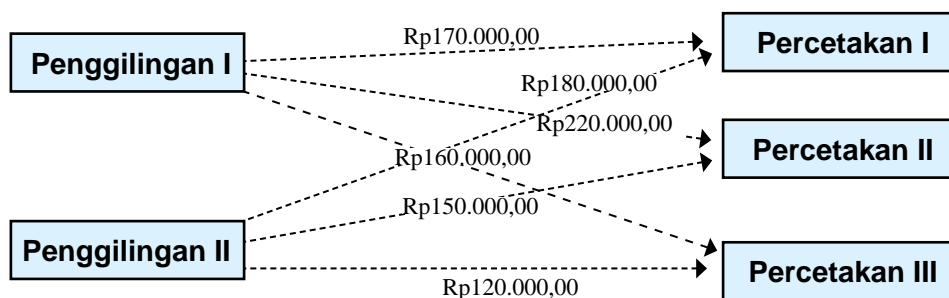 Rp170.000,00
Percetakan I
Penggilingan I
Rp180.000,00
Rp220.000,00
Percetakan II
Rp160.000,00
Rp150.000,00
Penggilingan II
Percetakan III
Rp120.000,00